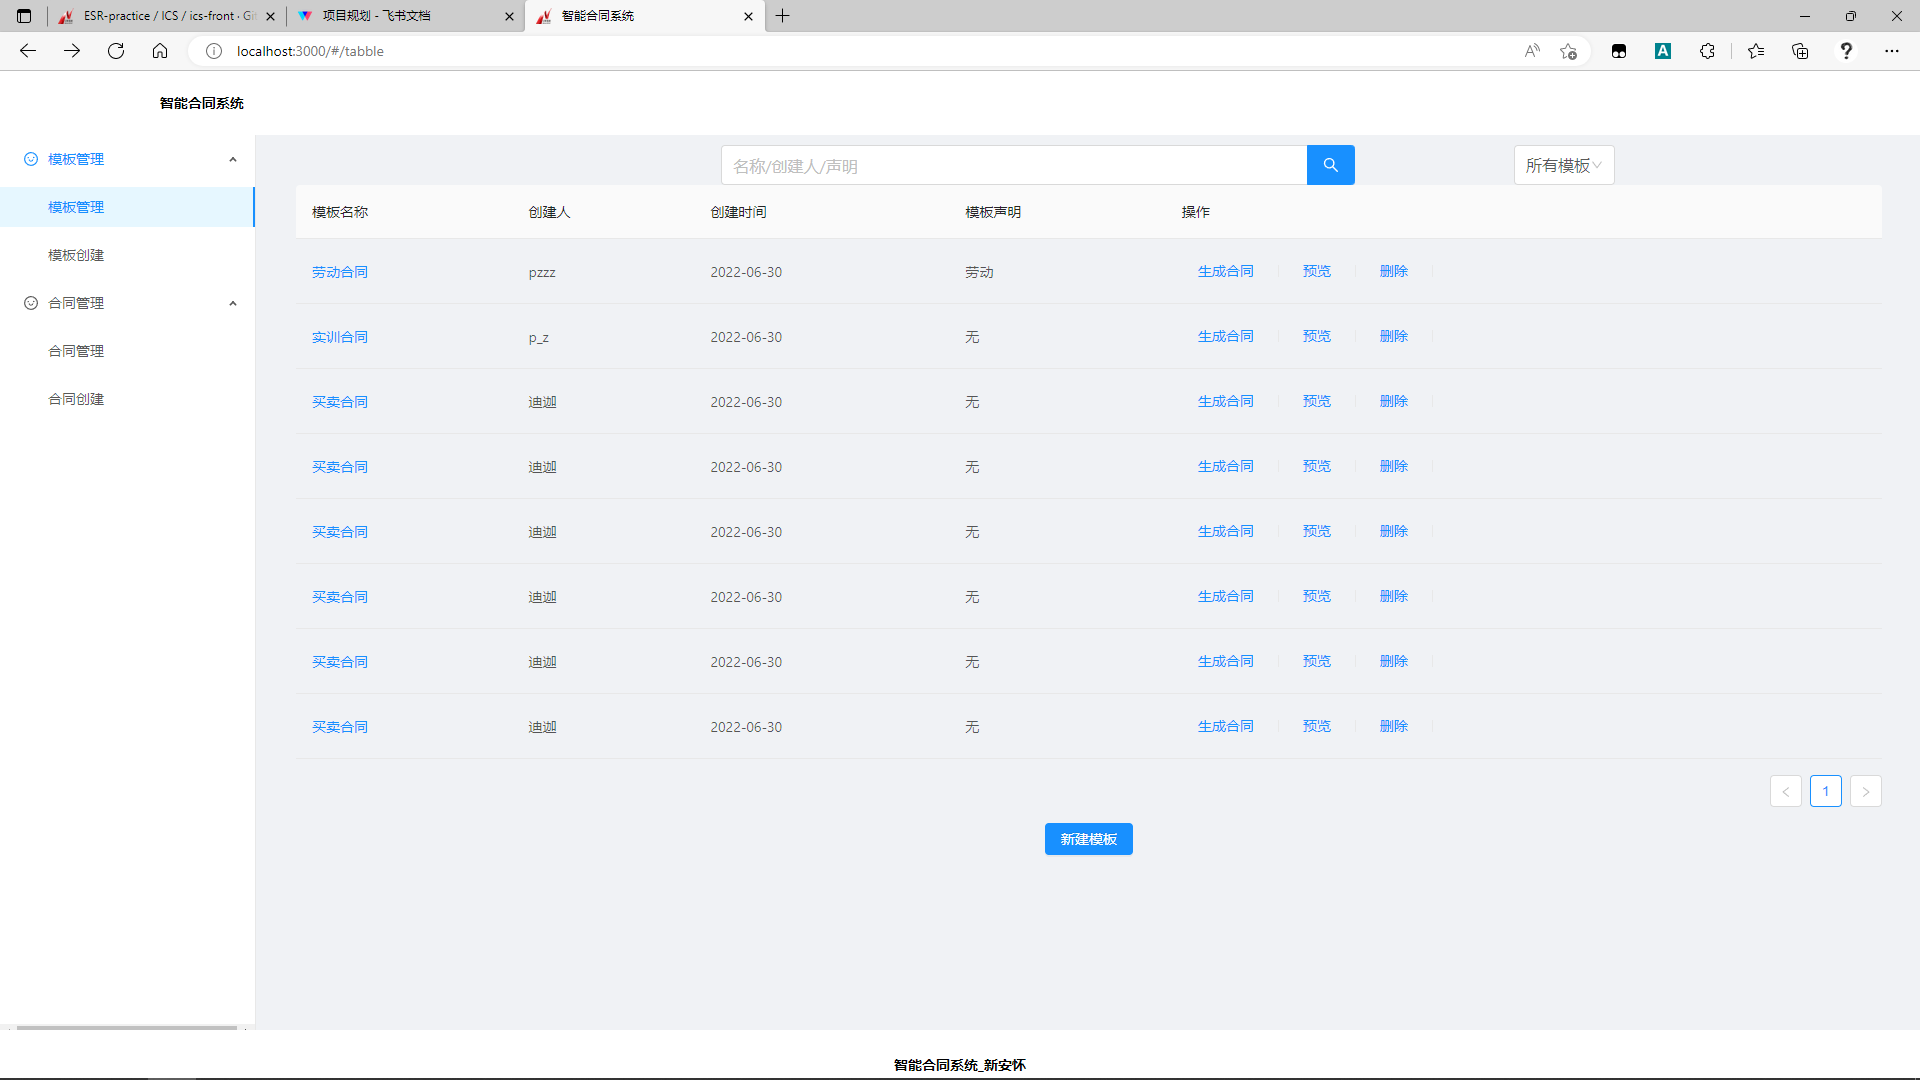 ESR-practice / ICS / ics-front · Gi
项目规划 - 飞书文档
智能合同系统
localhost:3000/#/tabble
智能合同系统
模板管理
模板管理
模板创建
合同管理
合同管理
合同创建
名称/创建人/声明
所有模板
模板名称 创建人 创建时间 模板声明 操作
劳动合同 pzzz 2022-06-30 劳动 生成合同 预览 删除
实训合同 p_z 2022-06-30 无 生成合同 预览 删除
买卖合同 迪迦 2022-06-30 无 生成合同 预览 删除
买卖合同 迪迦 2022-06-30 无 生成合同 预览 删除
买卖合同 迪迦 2022-06-30 无 生成合同 预览 删除
买卖合同 迪迦 2022-06-30 无 生成合同 预览 删除
买卖合同 迪迦 2022-06-30 无 生成合同 预览 删除
买卖合同 迪迦 2022-06-30 无 生成合同 预览 删除
< 1 >
新建模板
智能合同系统_新安怀